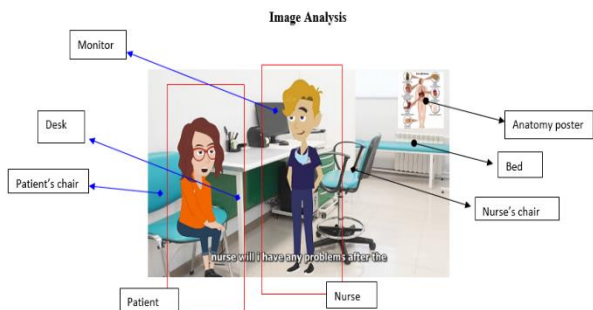 Image Analysis
Monitor
Desk
Anatomy poster
Bed
Patient's chair
Nurse's chair
nurse will i have any problems after the
Patient
Nurse